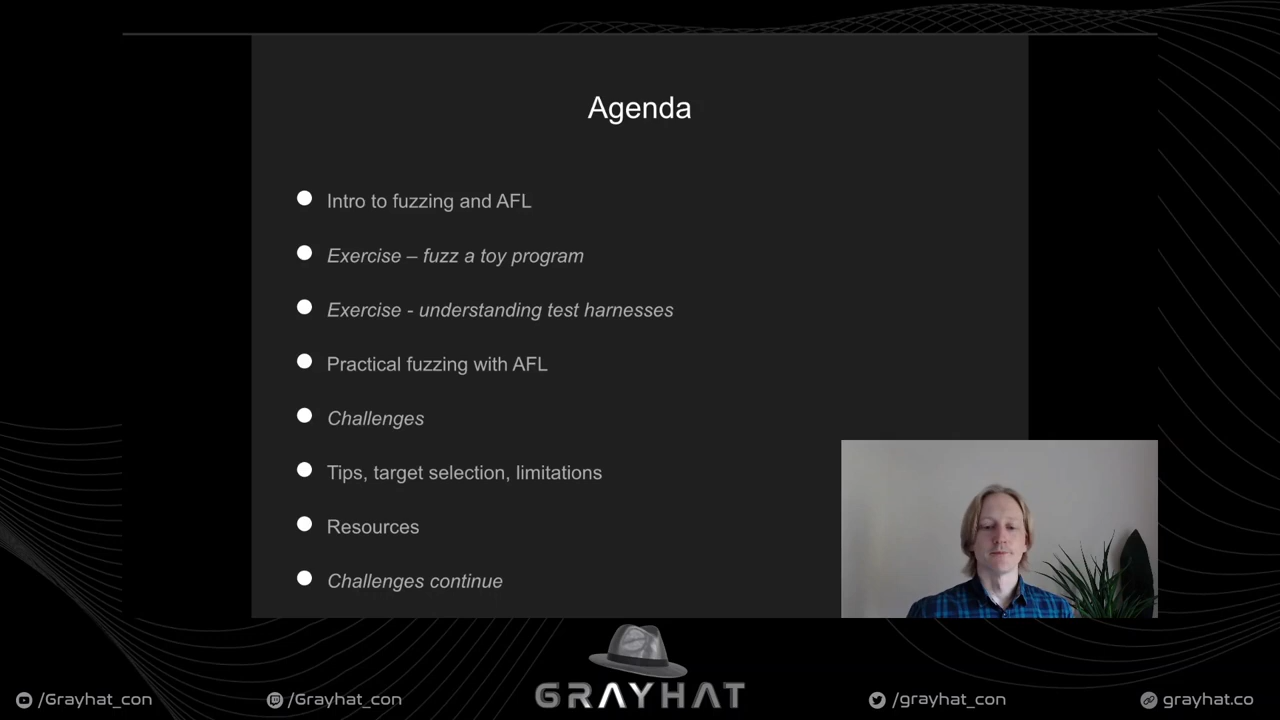 Agenda
Intro to fuzzing and AFL
Exercise – fuzz a toy program
Exercise - understanding test harnesses
Practical fuzzing with AFL
Challenges
Tips, target selection, limitations
Resources
Challenges continue
GRAYHAT
/Grayhat_con
/Grayhat_con
/grayhat_con
grayhat.co